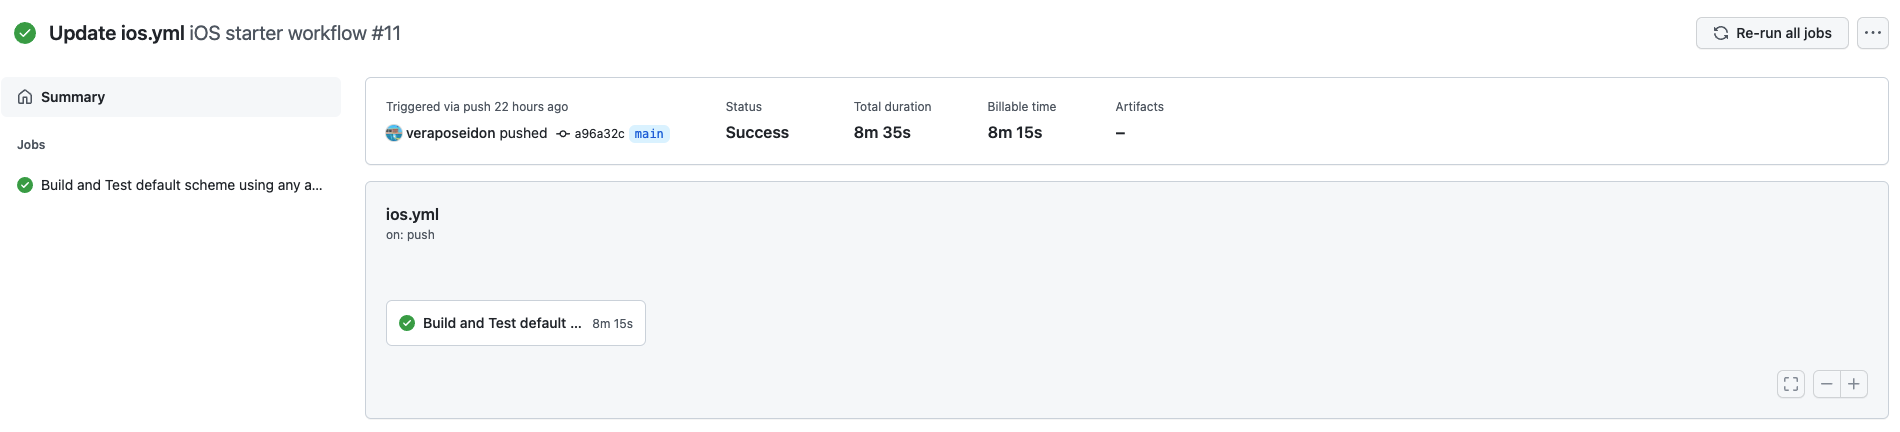 Update ios.yml iOS starter workflow #11
Re-run all jobs
Summary
Jobs
Build and Test default scheme using any a...
Triggered via push 22 hours ago
veraposeidon pushed a96a32c main
Status
Success
Total duration
8m 35s
Billable time
8m 15s
Artifacts
–
ios.yml
on: push
Build and Test default ... 8m 15s